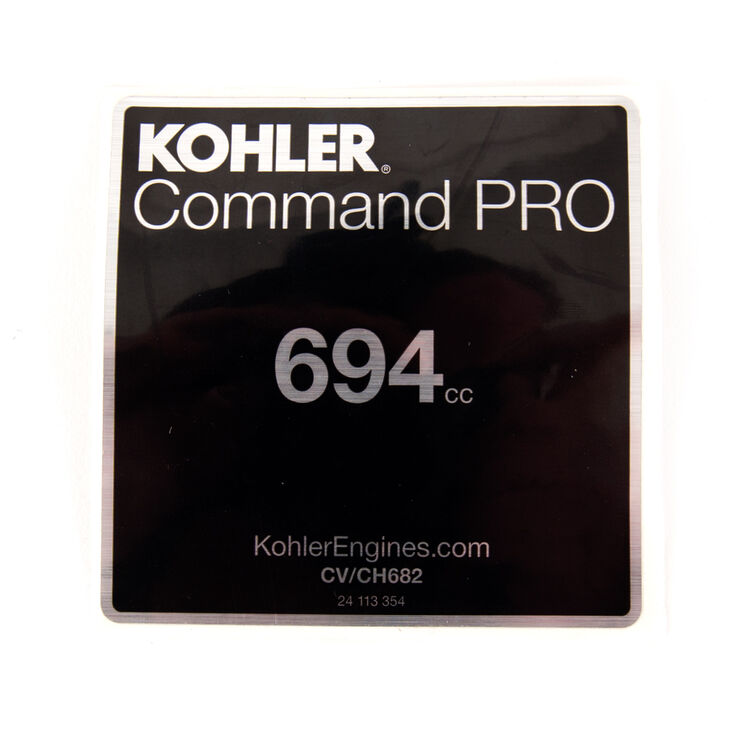 KOHLER®
Command PRO
694cc
KohlerEngines.com
CV/CH682
24 113 354